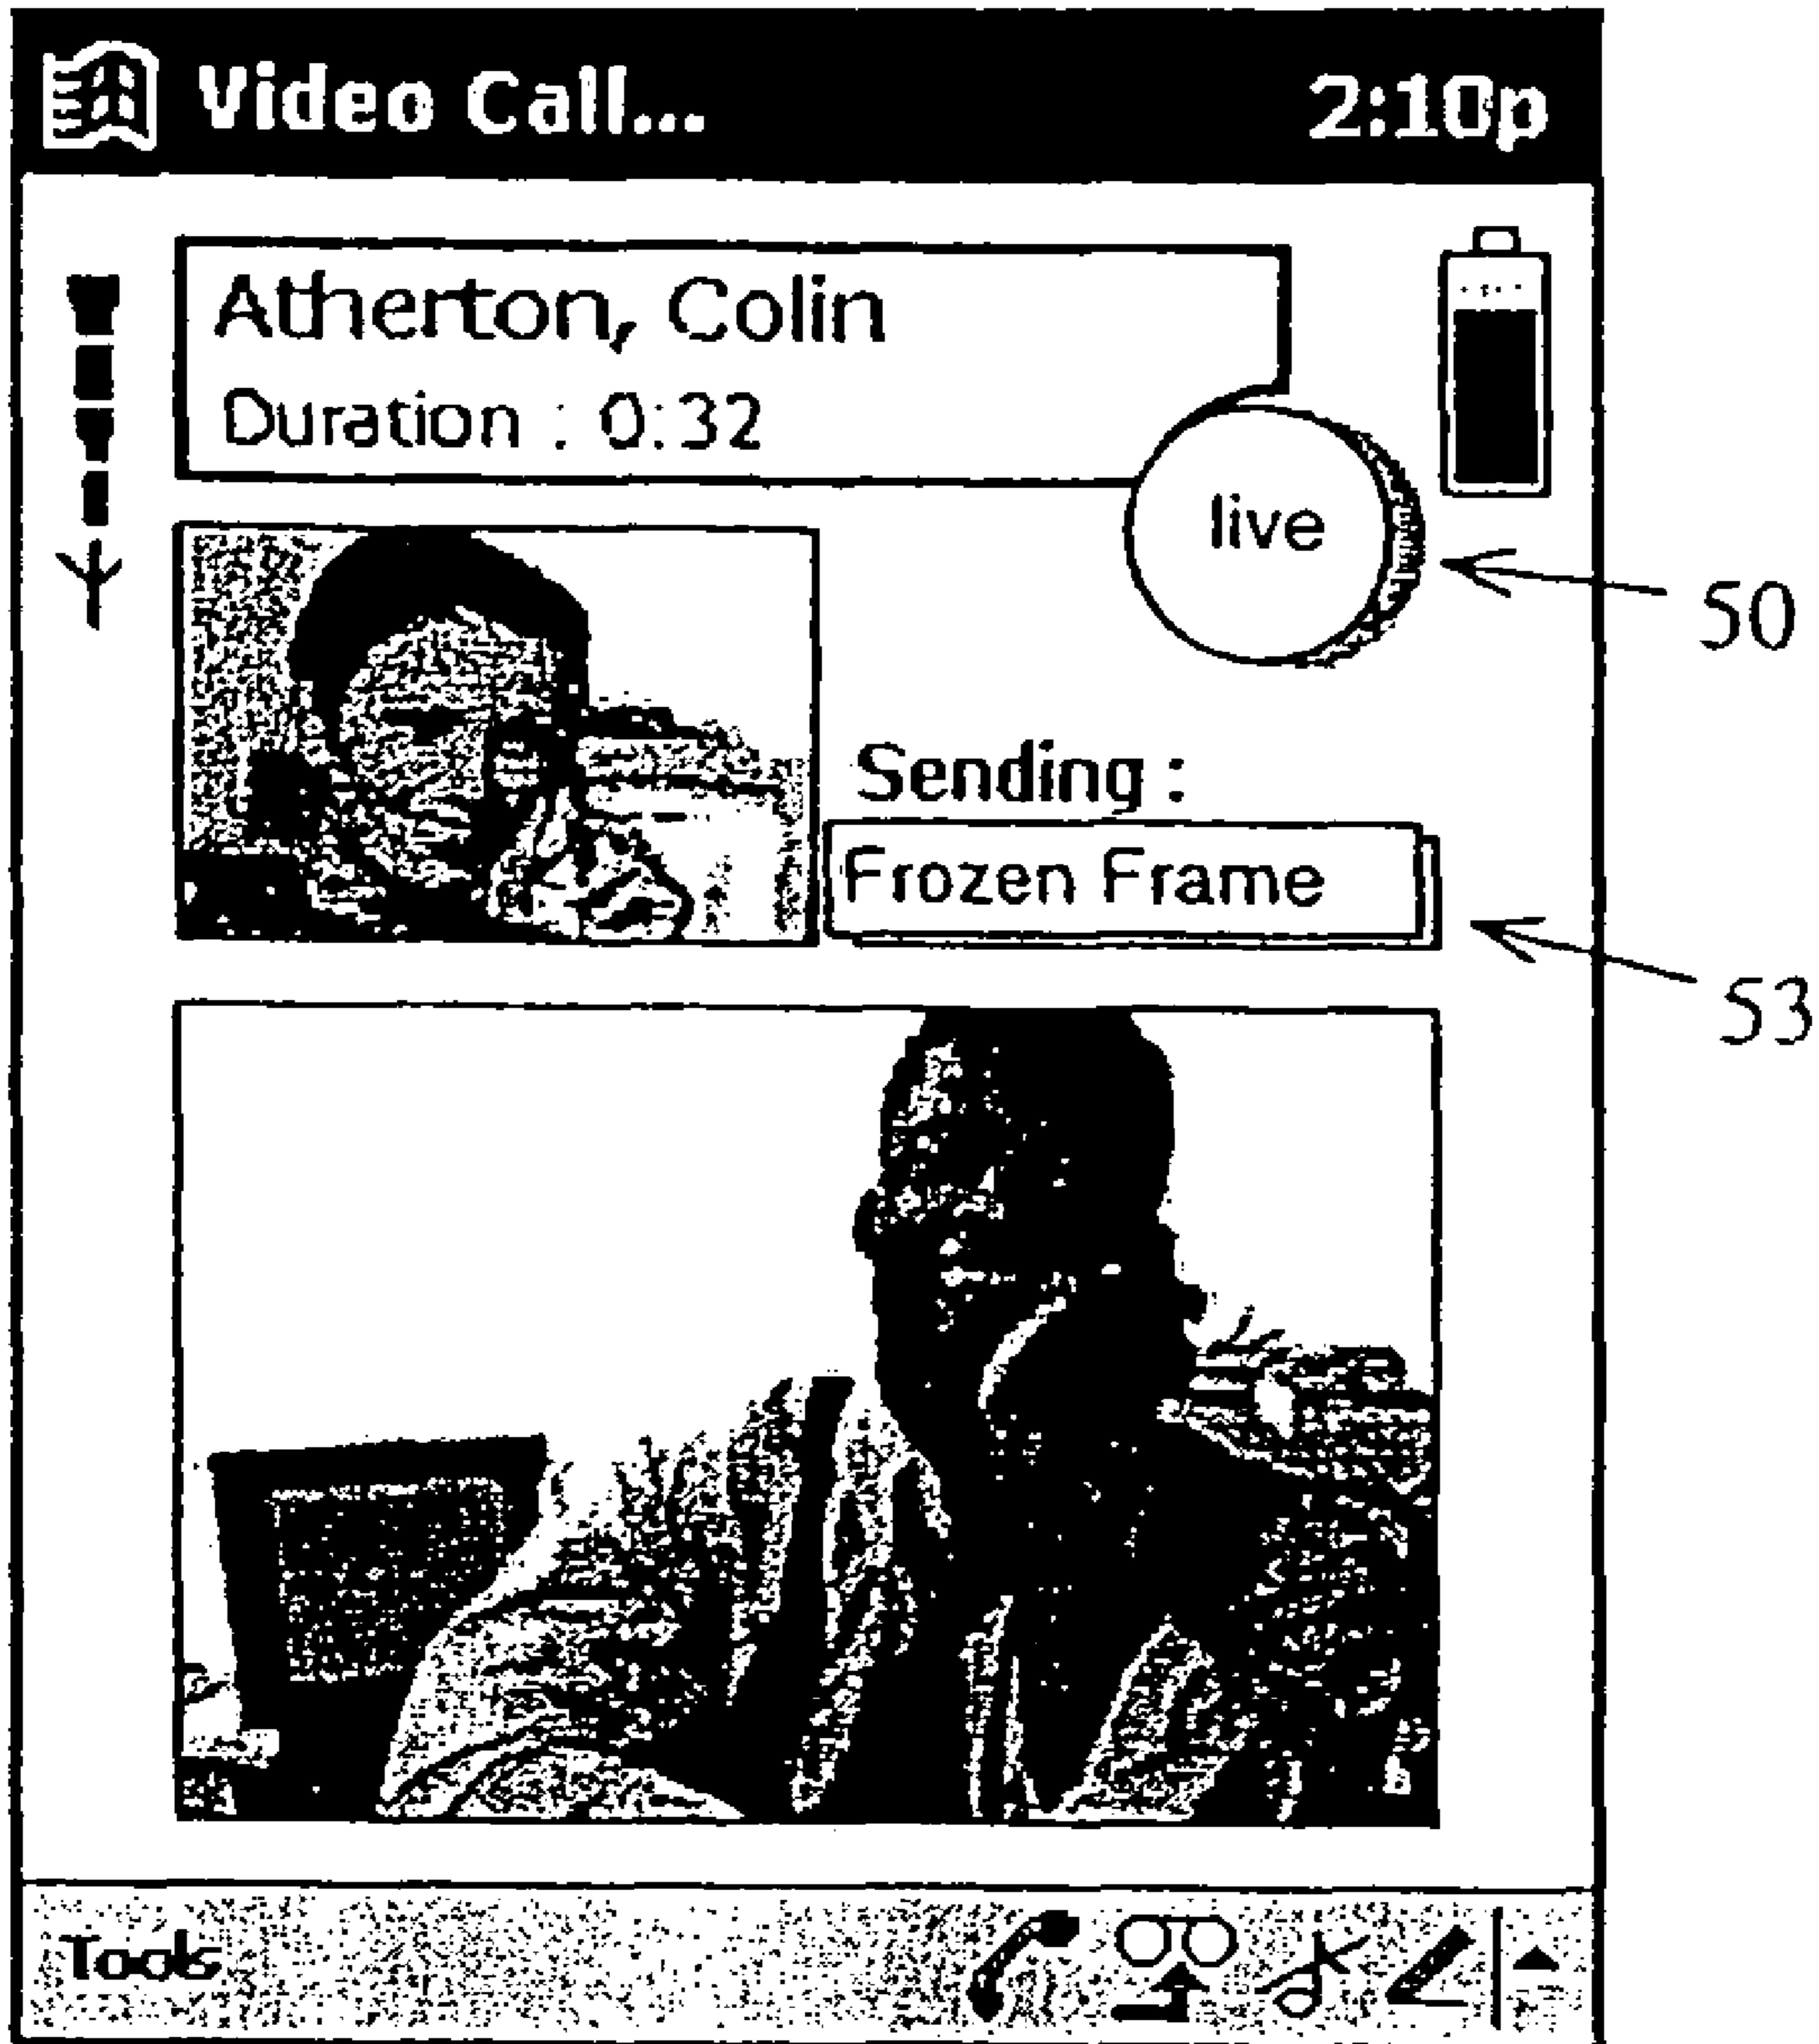 Video Call... 2:10p
Atherton, Colin
Duration : 0:32
live
50
Sending :
Frozen Frame
53
Tools